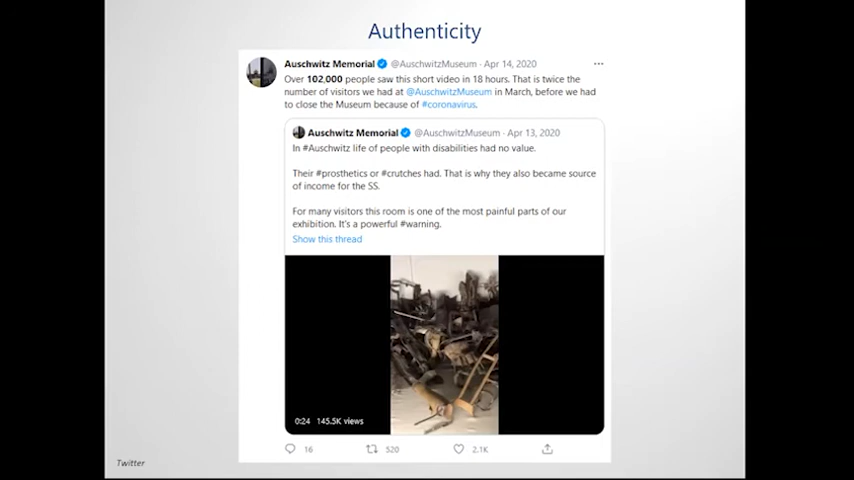 Authenticity
Auschwitz Memorial @AuschwitzMuseum · Apr 14, 2020 ···
Over 102,000 people saw this short video in 18 hours. That is twice the
number of visitors we had at @AuschwitzMuseum in March, before we had
to close the Museum because of #coronavirus.
Auschwitz Memorial @AuschwitzMuseum · Apr 13, 2020
In #Auschwitz life of people with disabilities had no value.
Their #prosthetics or #crutches had. That is why they also became source
of income for the SS.
For many visitors this room is one of the most painful parts of our
exhibition. It's a powerful #warning.
Show this thread
0:24 145.5K views
16 520 2.1K
Twitter